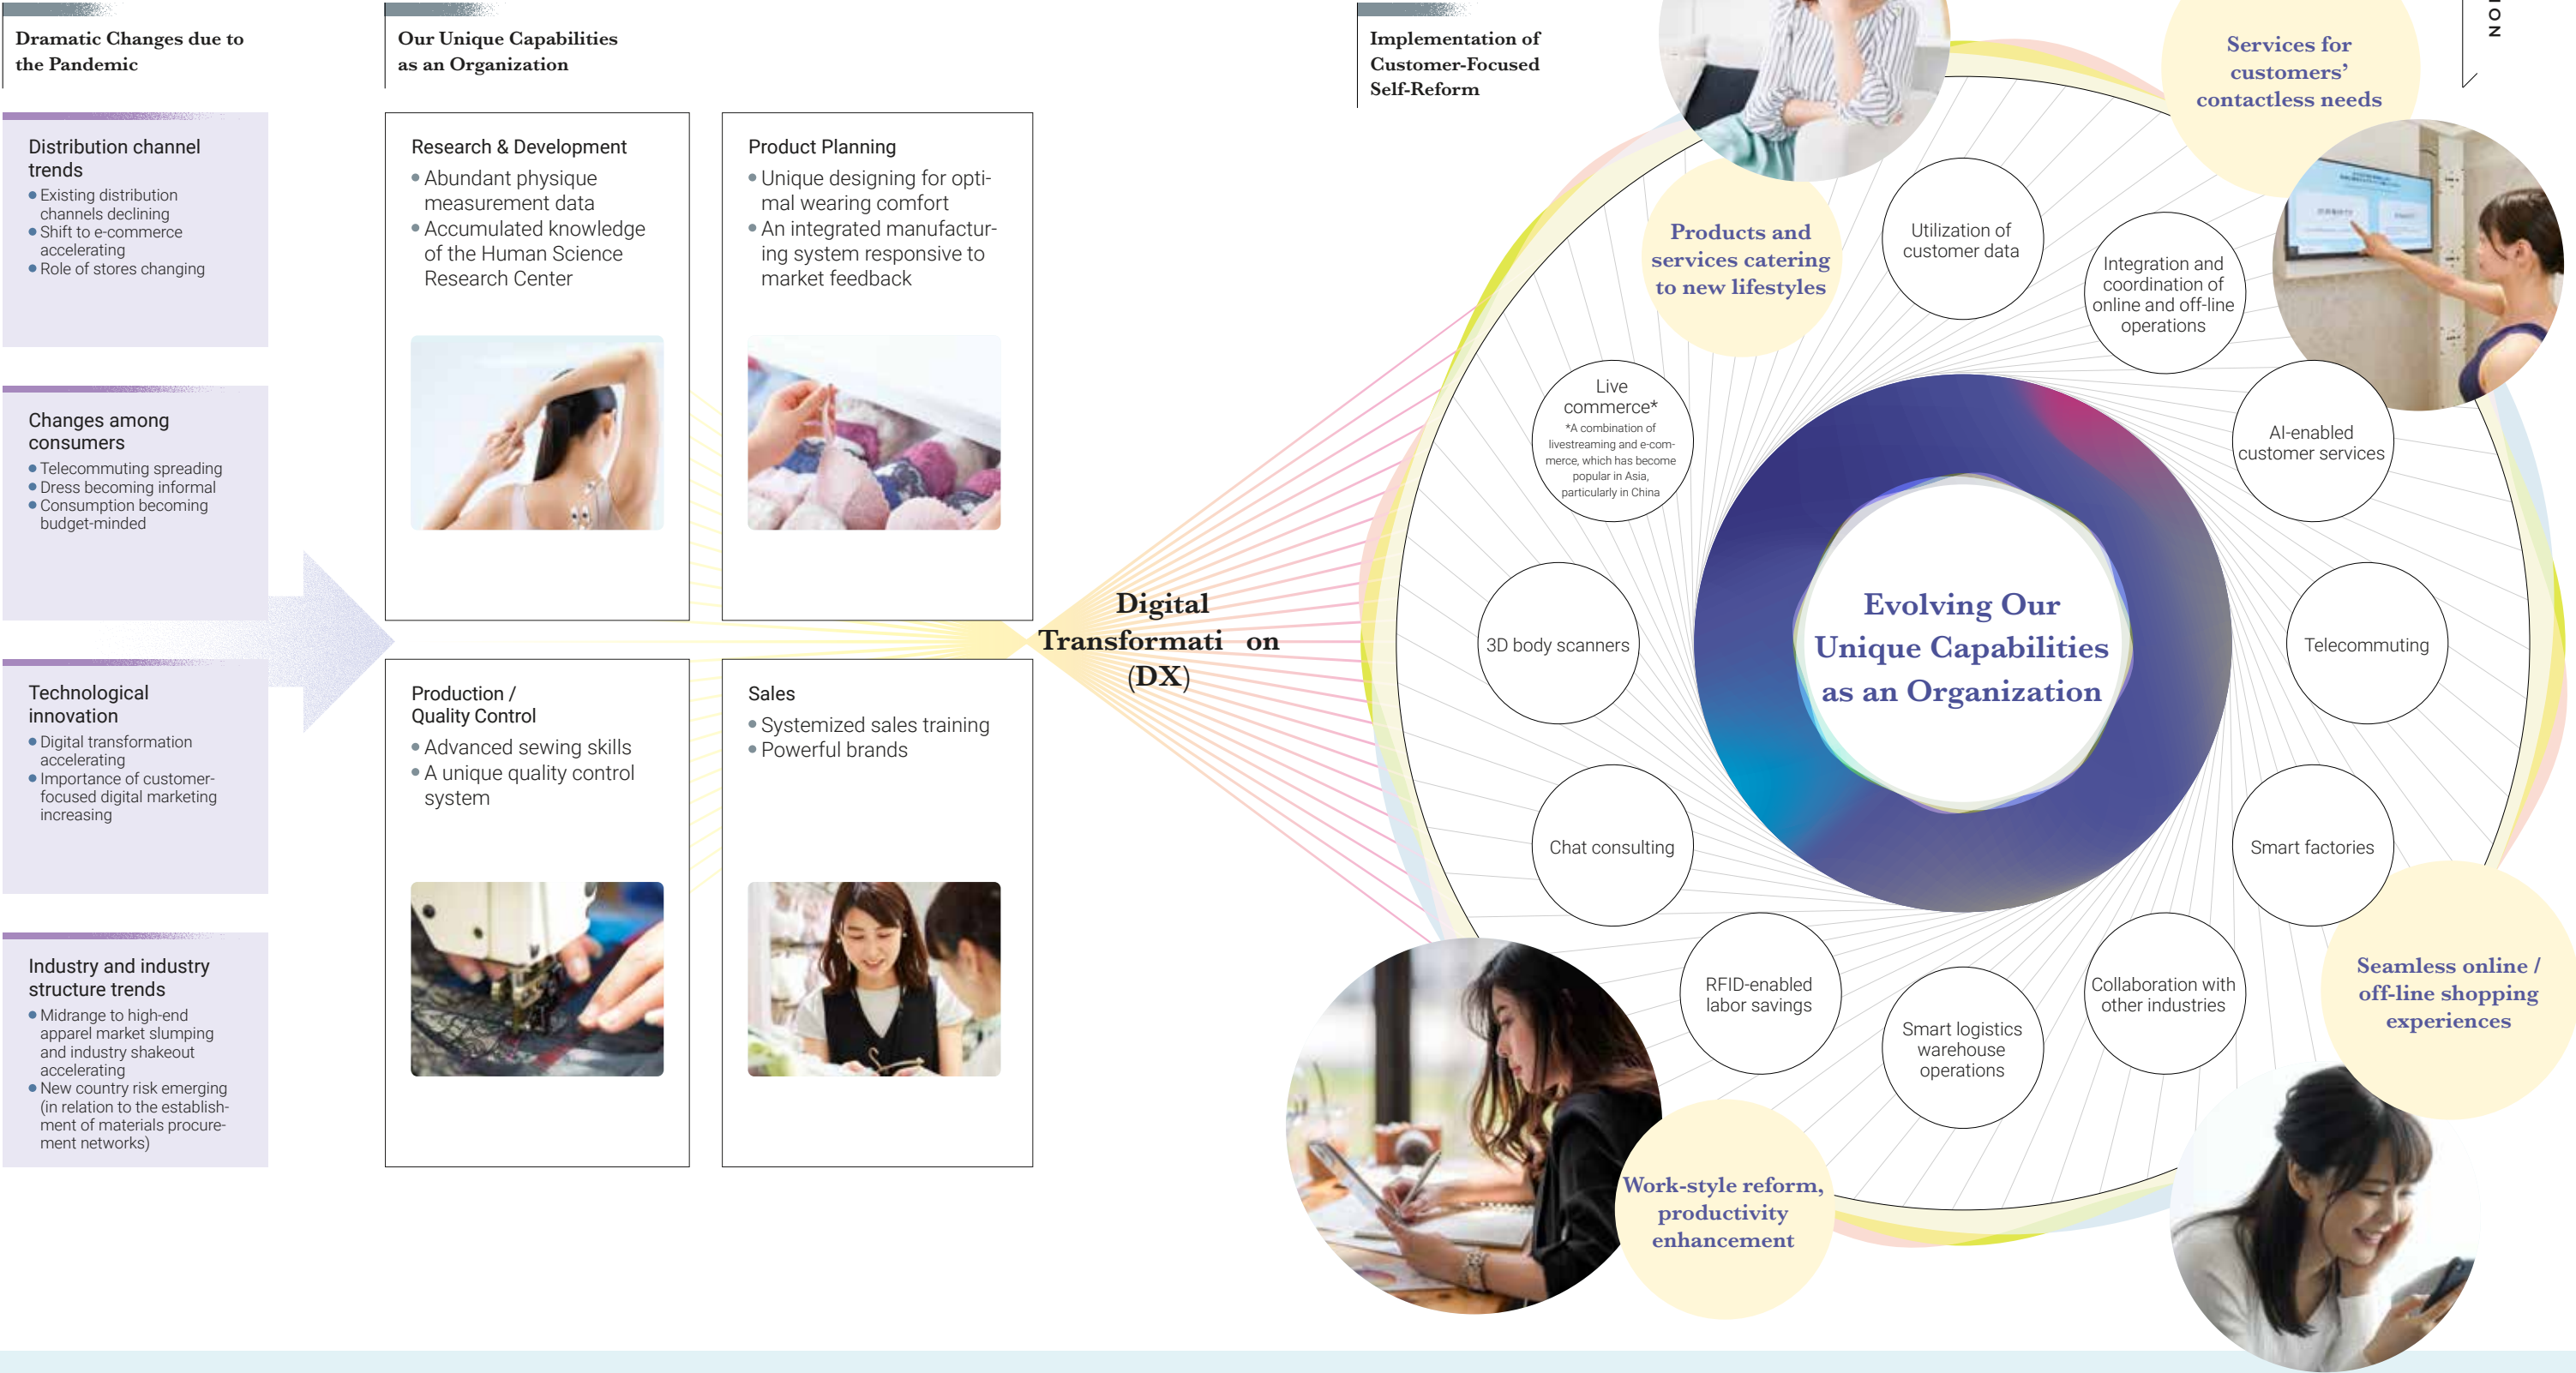 Dramatic Changes due to
the Pandemic
Distribution channel
trends
● Existing distribution
channels declining
● Shift to e-commerce
accelerating
● Role of stores changing
Changes among
consumers
● Telecommuting spreading
● Dress becoming informal
● Consumption becoming
budget-minded
Technological
innovation
● Digital transformation
accelerating
● Importance of customer-
focused digital marketing
increasing
Industry and industry
structure trends
● Midrange to high-end
apparel market slumping
and industry shakeout
accelerating
● New country risk emerging
(in relation to the establish-
ment of materials procure-
ment networks)
Our Unique Capabilities
as an Organization
Research & Development
● Abundant physique
measurement data
● Accumulated knowledge
of the Human Science
Research Center
Product Planning
● Unique designing for opti-
mal wearing comfort
● An integrated manufactur-
ing system responsive to
market feedback
Production /
Quality Control
● Advanced sewing skills
● A unique quality control
system
Sales
● Systemized sales training
● Powerful brands
Digital
Transformati on
(DX)
Implementation of
Customer-Focused
Self-Reform
Products and
services catering
to new lifestyles
Services for
customers’
contactless needs
Utilization of
customer data
Integration and
coordination of
online and off-line
operations
AI-enabled
customer services
Telecommuting
Smart factories
Collaboration with
other industries
Smart logistics
warehouse
operations
RFID-enabled
labor savings
Chat consulting
3D body scanners
Live
commerce*
*A combination of
livestreaming and e-com-
merce, which has become
popular in Asia,
particularly in China
Evolving Our
Unique Capabilities
as an Organization
Seamless online /
off-line shopping
experiences
Work-style reform,
productivity
enhancement
ON